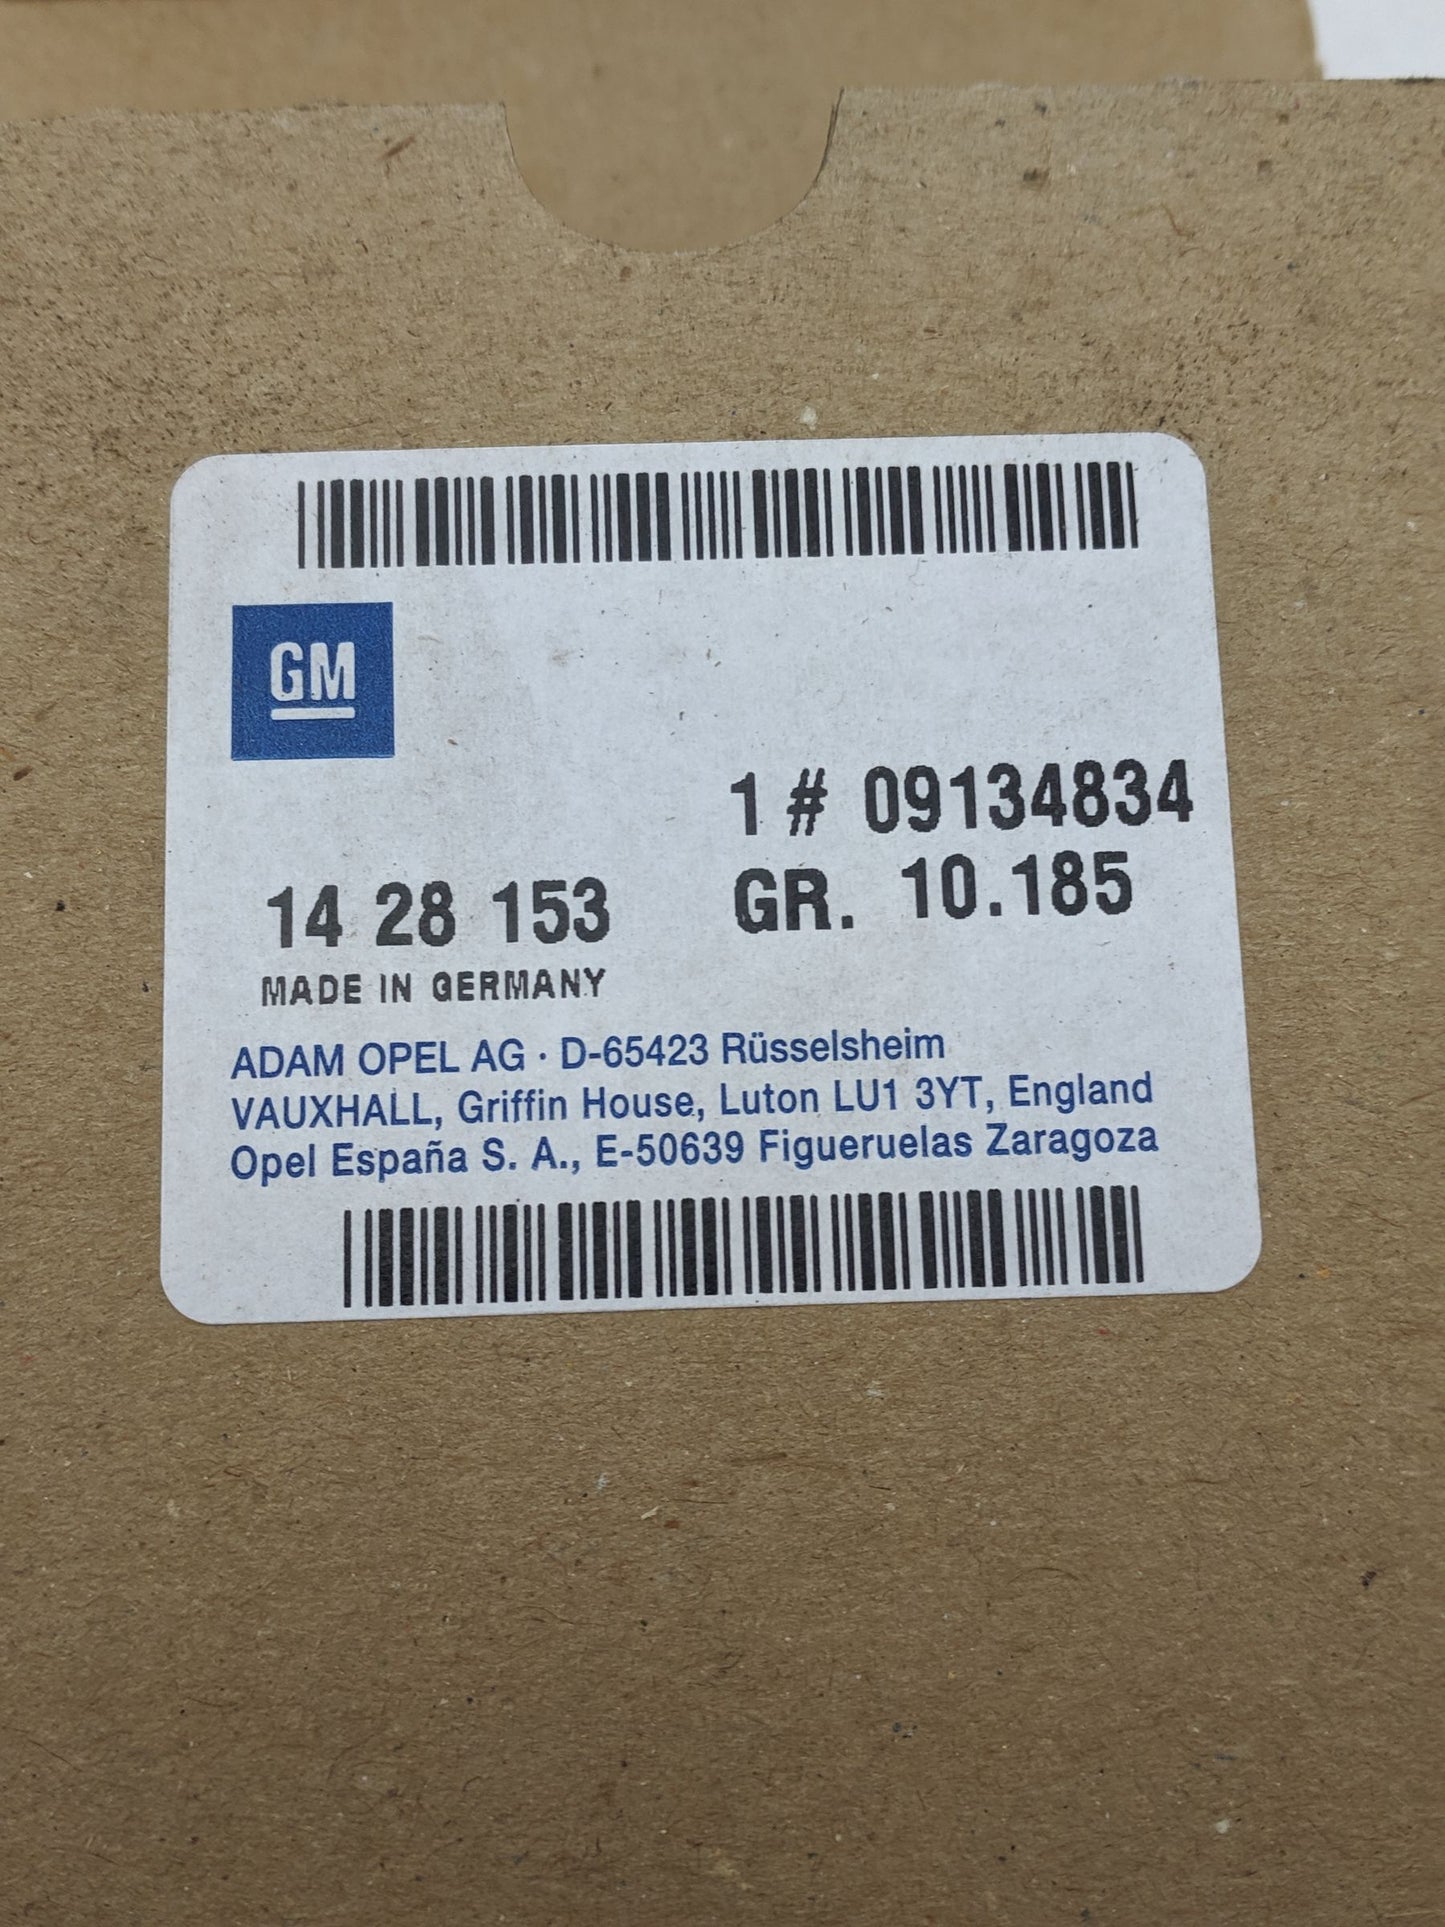 GM
1 # 09134834
14 28 153 GR. 10.185
MADE IN GERMANY
ADAM OPEL AG · D-65423 Rüsselsheim
VAUXHALL, Griffin House, Luton LU1 3YT, England
Opel España S. A., E-50639 Figueruelas Zaragoza